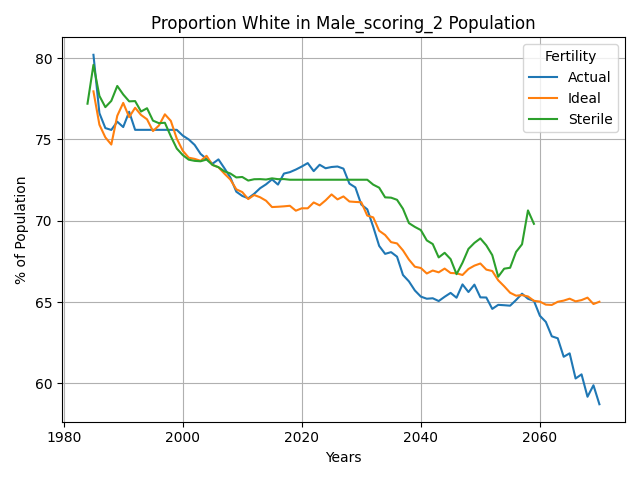 Proportion White in Male_scoring_2 Population
Fertility
Actual
Ideal
Sterile
% of Population
80
75
70
65
60
1980
2000
2020
2040
2060
Years